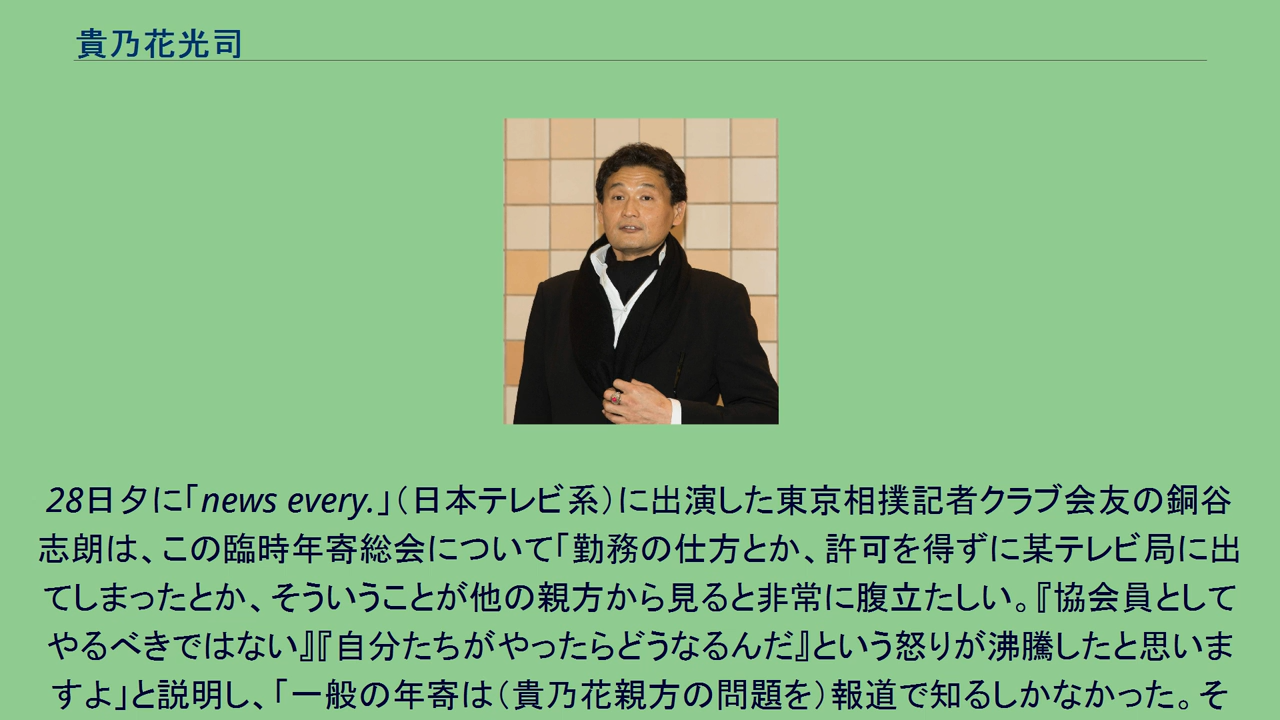 貴乃花光司
28日夕に「news every.」（日本テレビ系）に出演した東京相撲記者クラブ会友の銅谷
志朗は、この臨時年寄総会について「勤務の仕方とか、許可を得ずに某テレビ局に出
てしまったとか、そういうことが他の親方から見ると非常に腹立たしい。『協会員として
やるべきではない』『自分たちがやったらどうなるんだ』という怒りが沸騰したと思いま
すよ」と説明し、「一般の年寄は（貴乃花親方の問題を）報道で知るしかなかった。そ